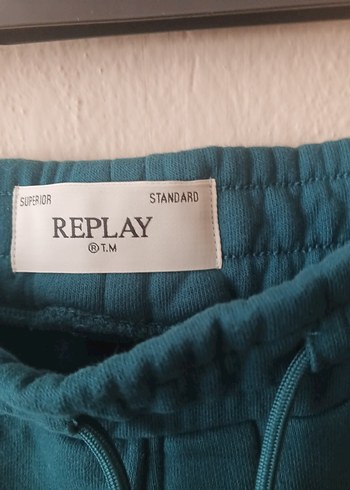 SUPERIOR STANDARD
REPLAY
® T.M